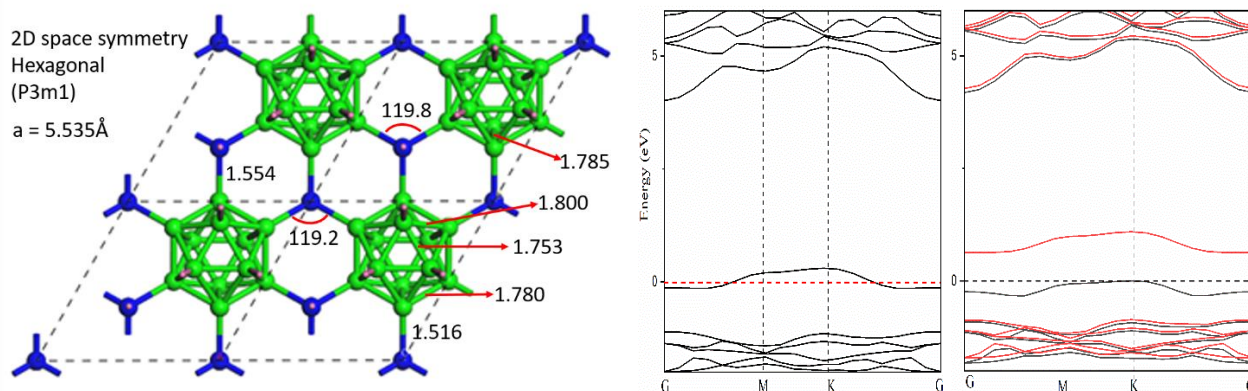 2D space symmetry
Hexagonal
(P3m1)
a = 5.535Å
119.8
1.785
1.554
1.800
119.2
1.753
1.780
1.516
Energy (eV)
5
0
G
M
K
G
5
0
G
M
K